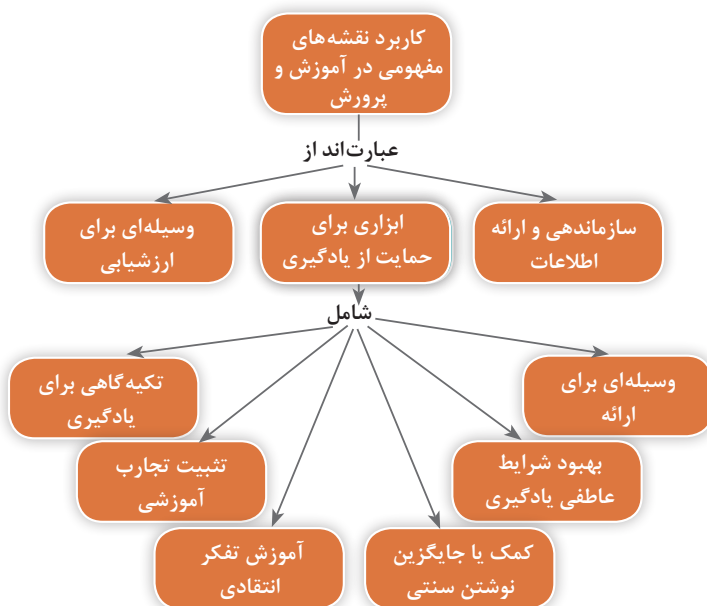 کاربرد نقشه‌های
مفهومی در آموزش و
پرورش
عبارت‌اند از
سازماندهی و ارائه
اطلاعات
ابزاری برای
حمایت از یادگیری
وسیله‌ای برای
ارزشیابی
شامل
وسیله‌ای برای
ارائه
بهبود شرایط
عاطفی یادگیری
کمک یا جایگزین
نوشتن سنتی
آموزش تفکر
انتقادی
تثبیت تجارب
آموزشی
تکیه‌گاهی برای
یادگیری